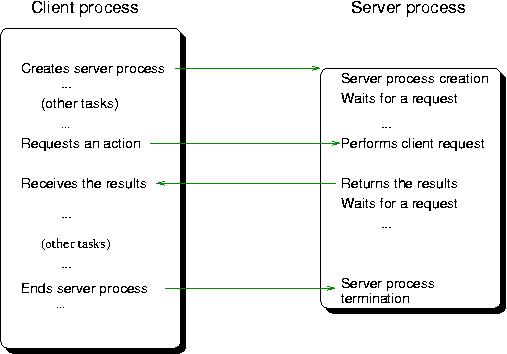 Client process
Server process
Creates server process
...
(other tasks)
...
Requests an action
Receives the results
...
(other tasks)
...
Ends server process
...
Server process creation
Waits for a request
...
Performs client request
Returns the results
Waits for a request
...
Server process
termination